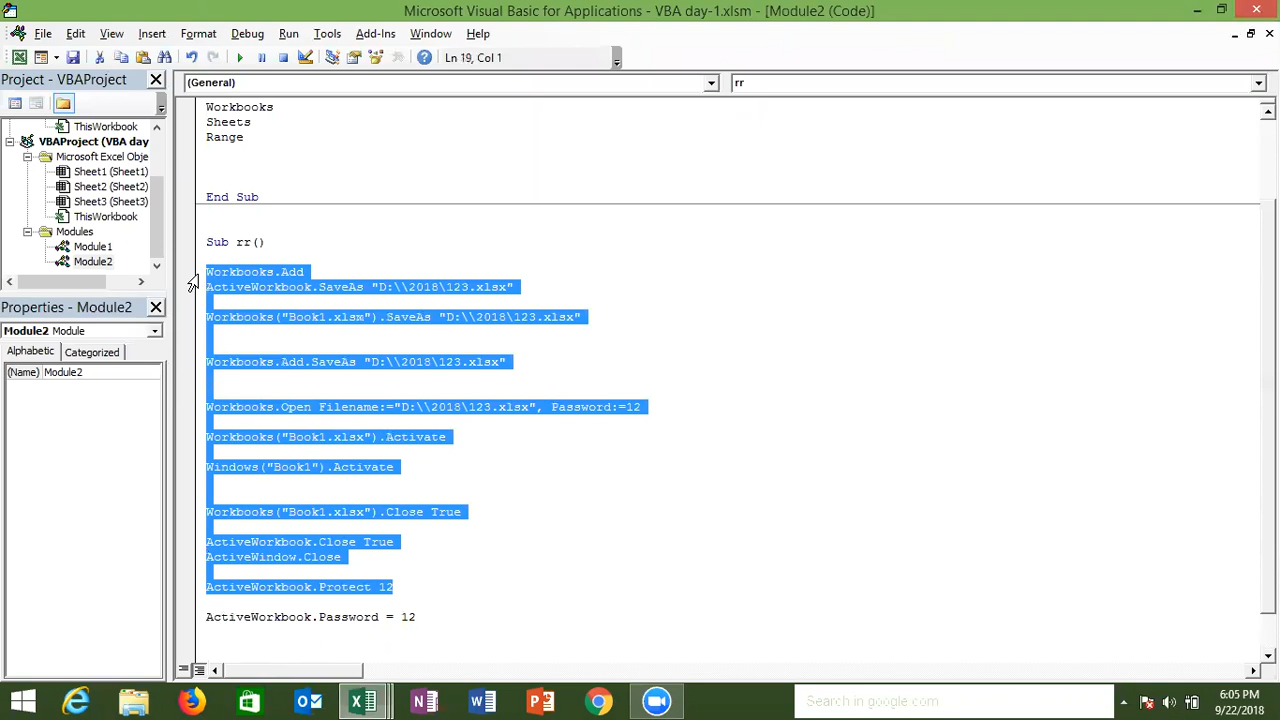 Microsoft Visual Basic for Applications - VBA day-1.xlsm - [Module2 (Code)]
File Edit View Insert Format Debug Run Tools Add-Ins Window Help
Ln 19, Col 1
Project - VBAProject
(General)
rr
ThisWorkbook
VBAProject (VBA day
Microsoft Excel Obje
Sheet1 (Sheet1)
Sheet2 (Sheet2)
Sheet3 (Sheet3)
ThisWorkbook
Modules
Module1
Module2
Properties - Module2
Module2 Module
Alphabetic Categorized
(Name) Module2
Workbooks
Sheets
Range
End Sub
Sub rr()
Workbooks.Add
ActiveWorkbook.SaveAs "D:\\2018\123.xlsx"
Workbooks("Book1.xlsm").SaveAs "D:\\2018\123.xlsx"
Workbooks.Add.SaveAs "D:\\2018\123.xlsx"
Workbooks.Open Filename:="D:\\2018\123.xlsx", Password:=12
Workbooks("Book1.xlsx").Activate
Windows("Book1").Activate
Workbooks("Book1.xlsx").Close True
ActiveWorkbook.Close True
ActiveWindow.Close
ActiveWorkbook.Protect 12
ActiveWorkbook.Password = 12
Search in google.com
6:05 PM
9/22/2018